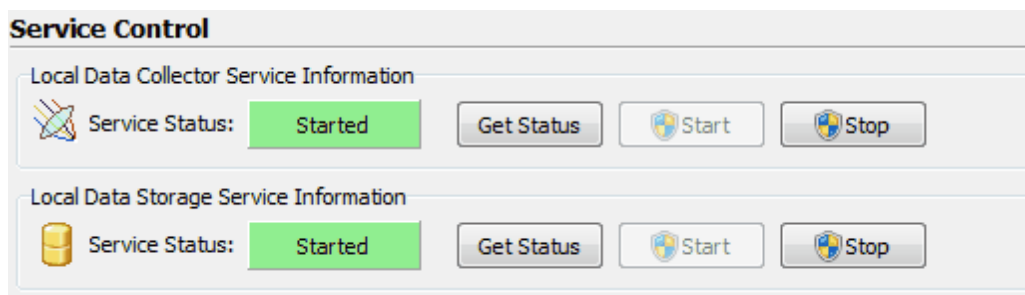 Service Control
Local Data Collector Service Information
Service Status: Started Get Status Start Stop
Local Data Storage Service Information
Service Status: Started Get Status Start Stop